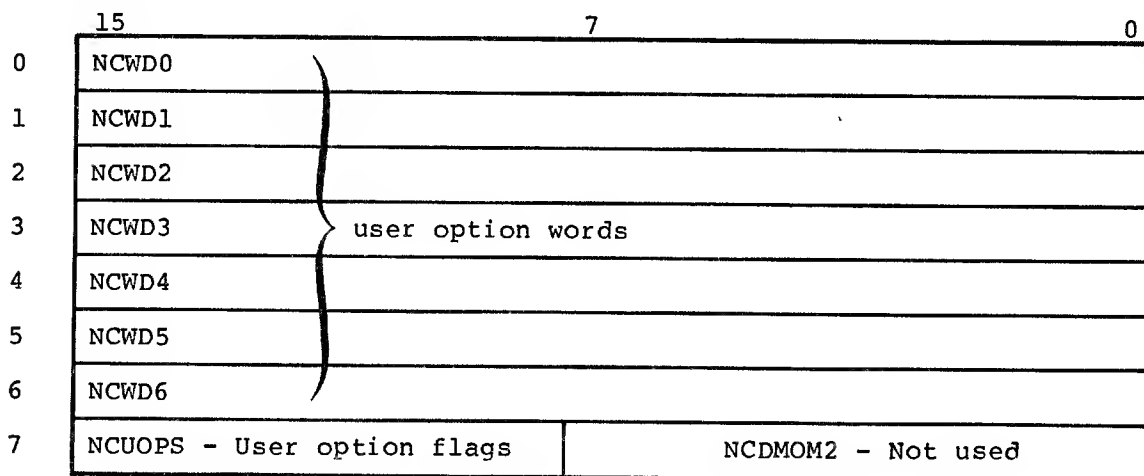 15 7 0
0 NCWD0
1 NCWD1
2 NCWD2
3 NCWD3 user option words
4 NCWD4
5 NCWD5
6 NCWD6
7 NCUOPS - User option flags NCDMOM2 - Not used